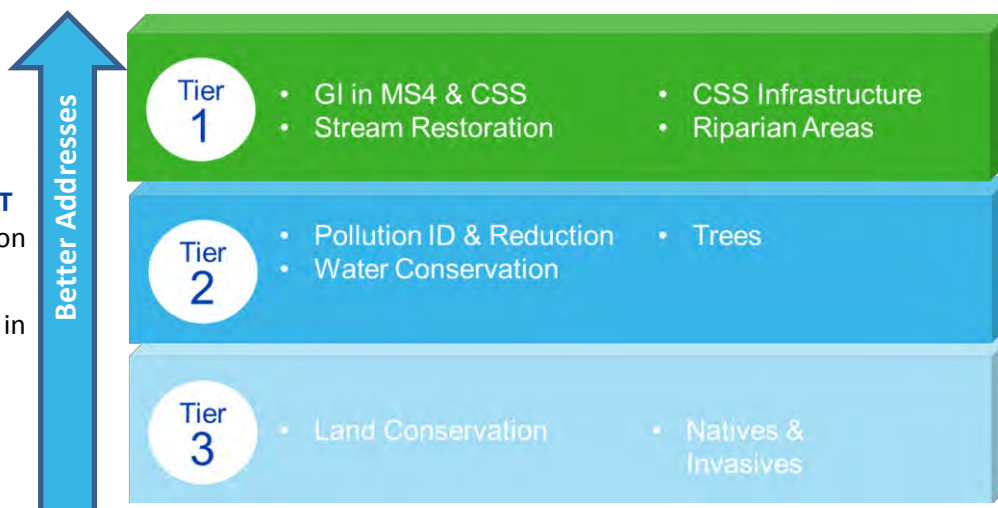 T
on
in
Better Addresses
Tier
1
• GI in MS4 & CSS
• Stream Restoration
• CSS Infrastructure
• Riparian Areas
Tier
2
• Pollution ID & Reduction
• Water Conservation
• Trees
Tier
3
• Land Conservation
• Natives &
Invasives